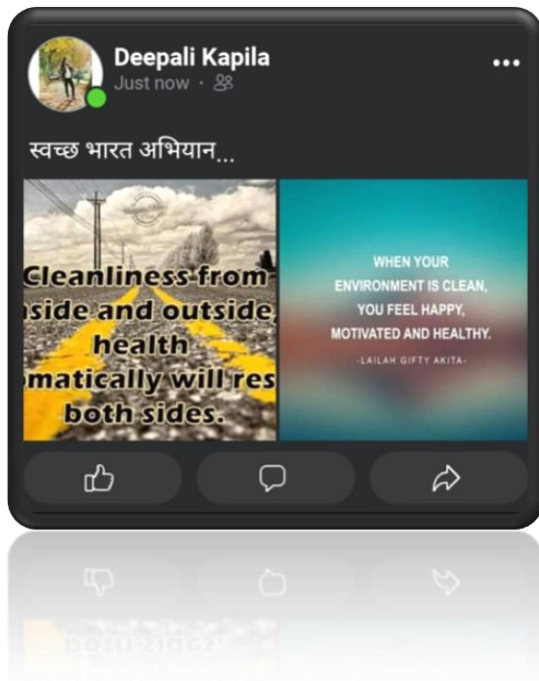 Deepali Kapila
Just now
स्वच्छ भारत अभियान...
Cleanliness from
side and outside,
health
matically will res
both sides.
WHEN YOUR
ENVIRONMENT IS CLEAN,
YOU FEEL HAPPY,
MOTIVATED AND HEALTHY.
-LAILAH GIFTY AKITA-